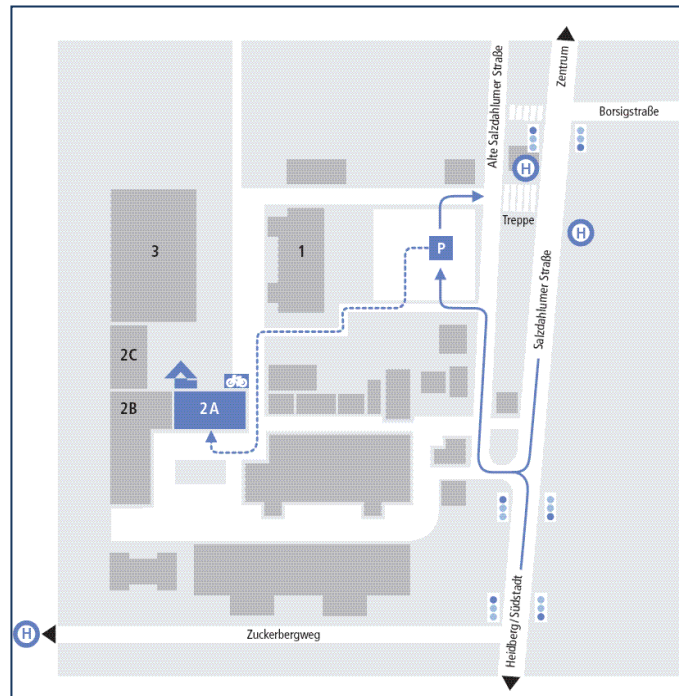 Zentrum
Alte Salzdahlumer Straße
Borsigstraße
H
Treppe
H
Salzdahlumer Straße
3
1
P
2C
2B
2A
Heidberg/Südstadt
H
Zuckerbergweg